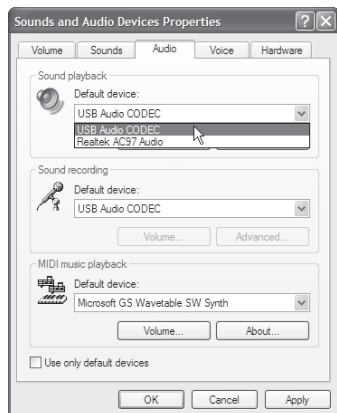 Sounds and Audio Devices Properties
Volume
Sounds
Audio
Voice
Hardware
Sound playback
Default device:
USB Audio CODEC
USB Audio CODEC
Realtek AC97 Audio
Sound recording
Default device:
USB Audio CODEC
Volume...
Advanced...
MIDI music playback
Default device:
Microsoft GS Wavetable SW Synth
Volume...
About...
Use only default devices
OK
Cancel
Apply